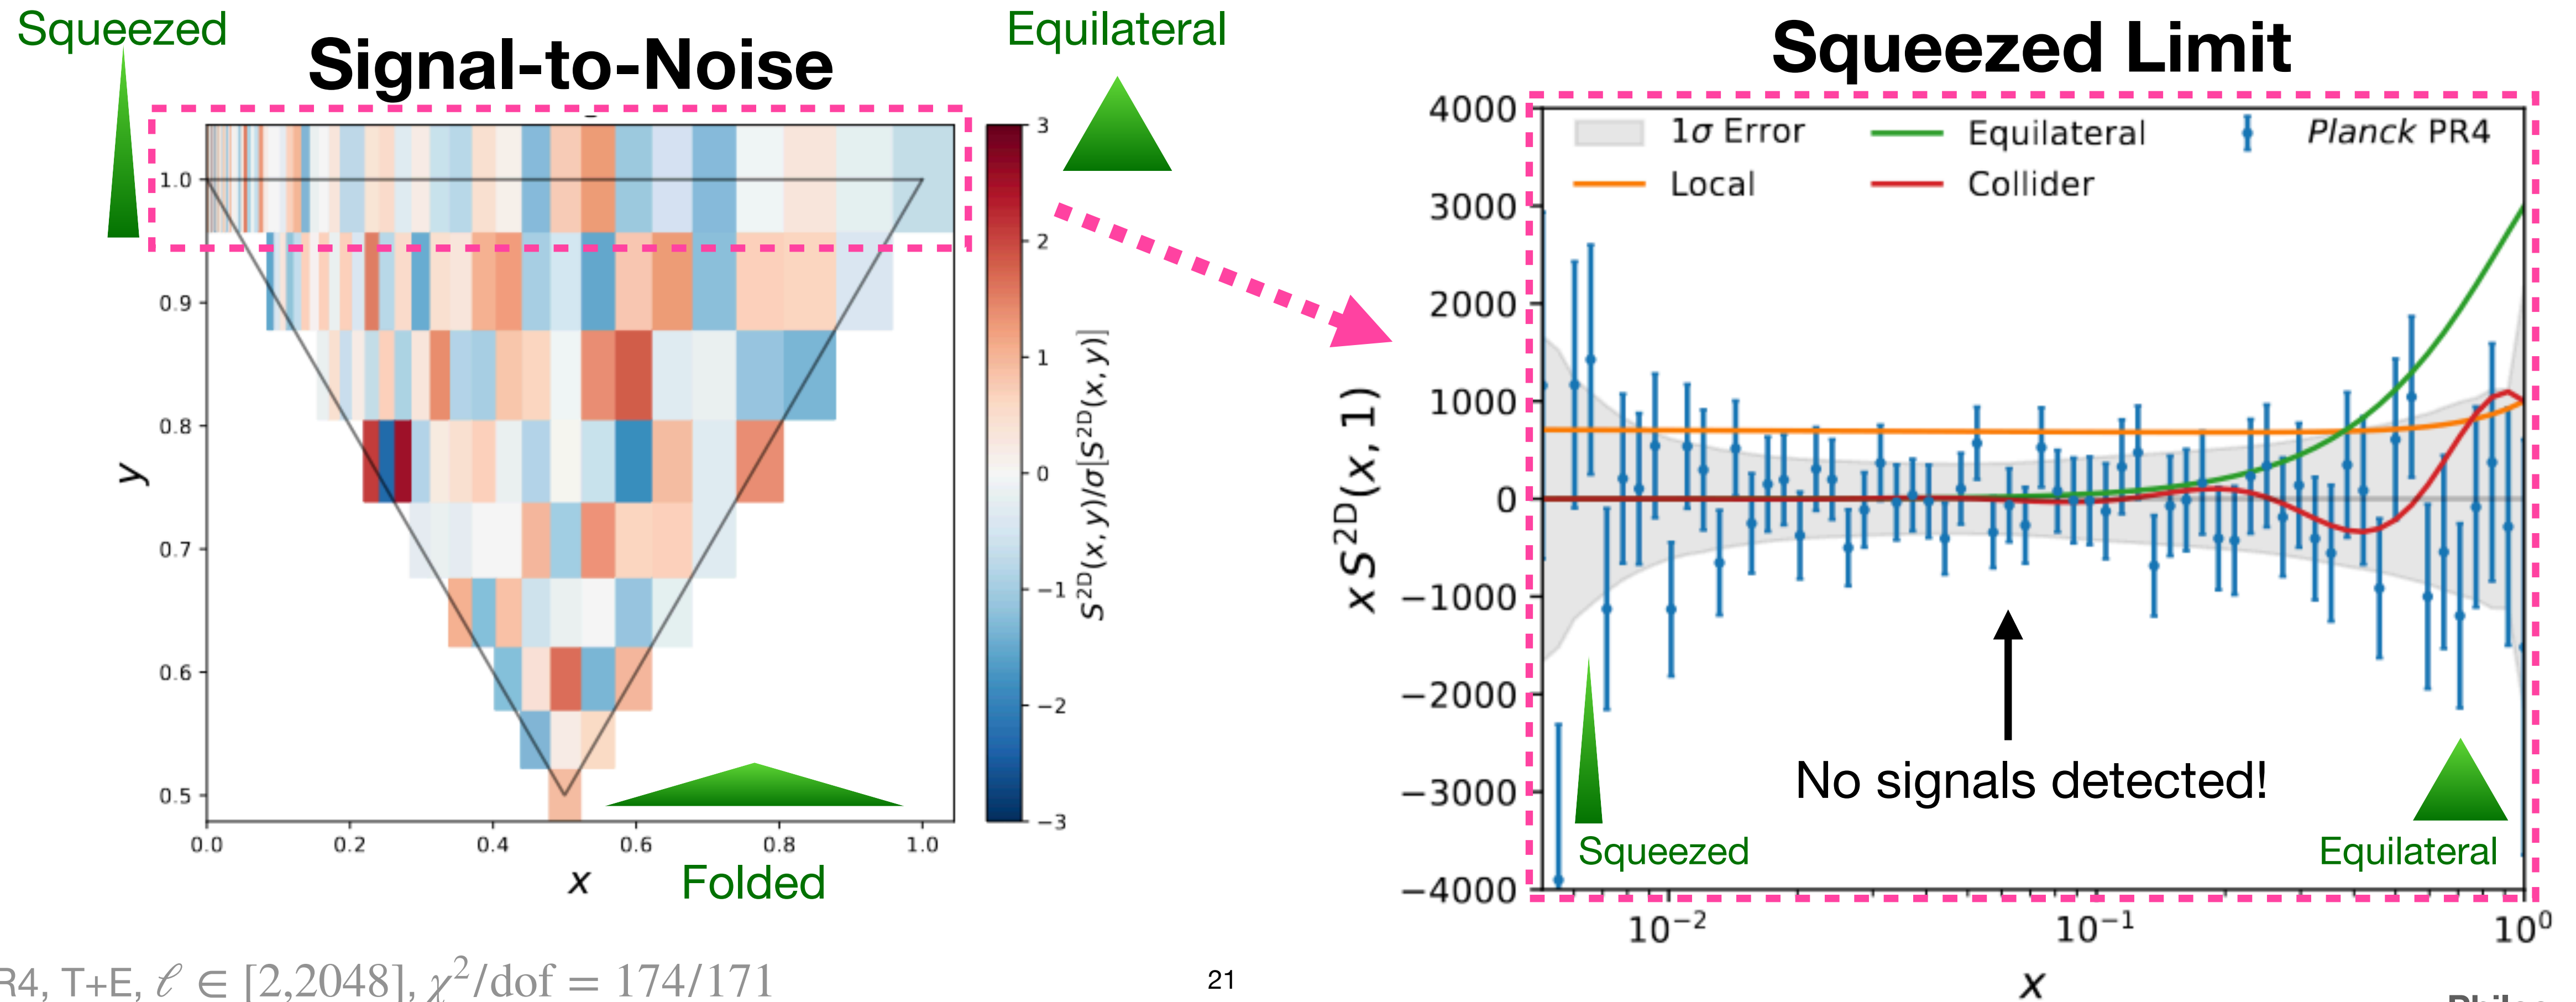 Squeezed
Signal-to-Noise
Equilateral
1.0
0.9
0.8
0.7
0.6
0.5
y
0.0 0.2 0.4 0.6 0.8 1.0
x
Folded
3
2
1
0
−1
−2
−3
S^2D(x, y)/σ[S^2D(x, y)]
Squeezed Limit
4000
3000
2000
1000
0
−1000
−2000
−3000
−4000
x S^2D(x, 1)
1σ Error
Equilateral
Planck PR4
Local
Collider
No signals detected!
Squeezed
Equilateral
10^−2 10^−1 10^0
x
R4, T+E, ℓ ∈ [2,2048], χ²/dof = 174/171
21